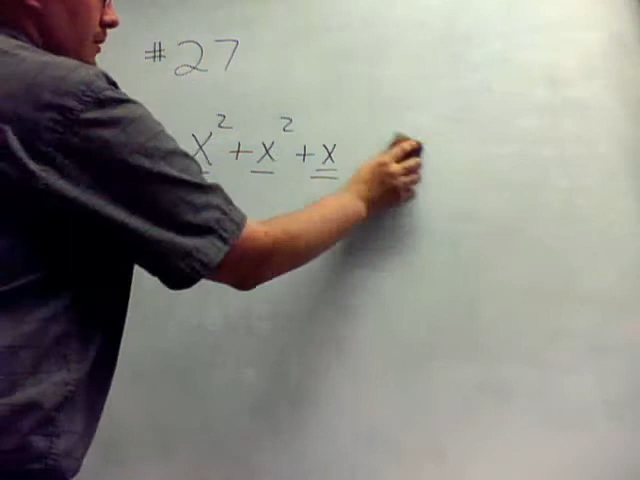 #27
x² + x² + x